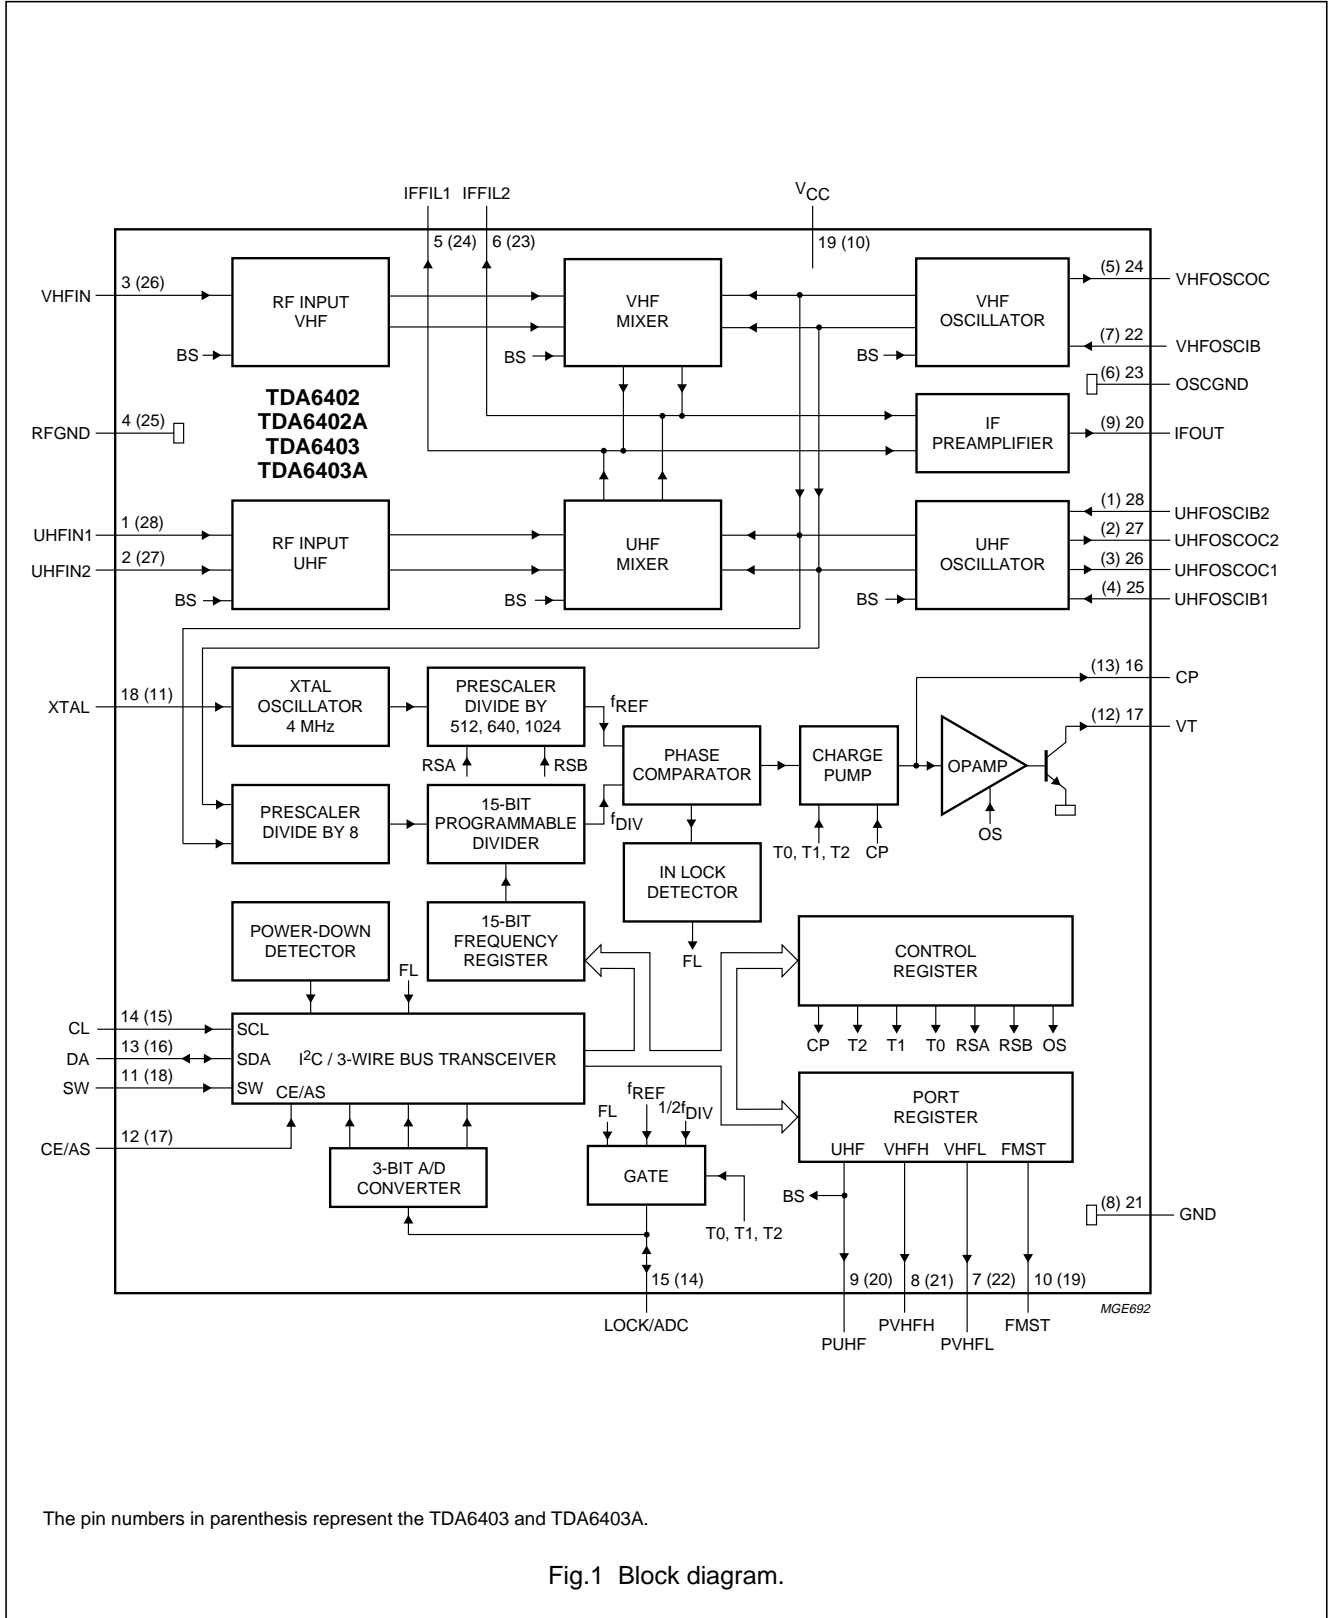 IFFIL1 IFFIL2 VCC
5 (24) 6 (23) 19 (10)
VHFIN 3 (26) RF INPUT VHF
BS
VHF MIXER
BS
VHF OSCILLATOR
BS
(5) 24 VHFOSCOC
(7) 22 VHFOSCIB
(6) 23 OSCGND
TDA6402
TDA6402A
TDA6403
TDA6403A
RFGND 4 (25)
IF PREAMPLIFIER
(9) 20 IFOUT
UHFIN1 1 (28)
UHFIN2 2 (27)
RF INPUT UHF
BS
UHF MIXER
BS
UHF OSCILLATOR
BS
(1) 28 UHFOSCIB2
(2) 27 UHFOSCOC2
(3) 26 UHFOSCOC1
(4) 25 UHFOSCIB1
XTAL 18 (11)
XTAL OSCILLATOR 4 MHz
PRESCALER DIVIDE BY 512, 640, 1024
RSA RSB
fREF
PHASE COMPARATOR
CHARGE PUMP
T0, T1, T2 CP
OPAMP
OS
(13) 16 CP
(12) 17 VT
PRESCALER DIVIDE BY 8
15-BIT PROGRAMMABLE DIVIDER
fDIV
IN LOCK DETECTOR
FL
POWER-DOWN DETECTOR
15-BIT FREQUENCY REGISTER
FL
CONTROL REGISTER
CP T2 T1 T0 RSA RSB OS
CL 14 (15) SCL
DA 13 (16) SDA
SW 11 (18) SW
CE/AS
I2C / 3-WIRE BUS TRANSCEIVER
CE/AS 12 (17)
3-BIT A/D CONVERTER
FL fREF 1/2fDIV
GATE
T0, T1, T2
PORT REGISTER
UHF VHFH VHFL FMST
BS
(8) 21 GND
15 (14) 9 (20) 8 (21) 7 (22) 10 (19)
LOCK/ADC PUHF PVHFH PVHFL FMST
MGE692
The pin numbers in parenthesis represent the TDA6403 and TDA6403A.
Fig.1 Block diagram.